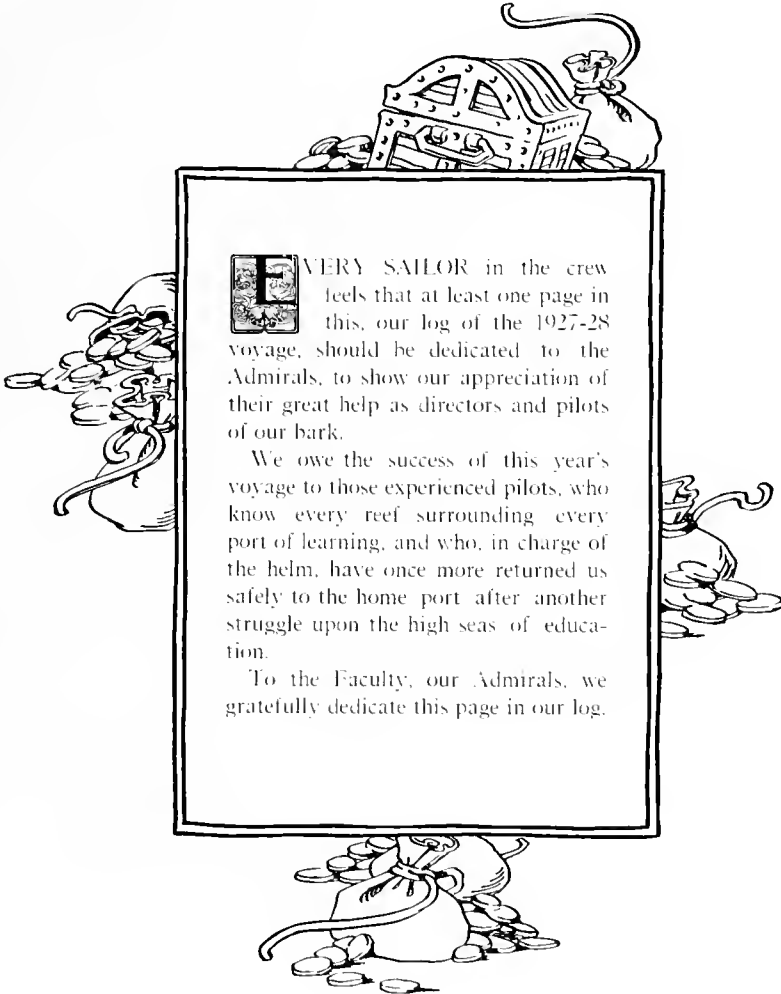 EVERY SAILOR in the crew
feels that at least one page in
this, our log of the 1927-28
voyage, should be dedicated to the
Admirals, to show our appreciation of
their great help as directors and pilots
of our bark.
We owe the success of this year's
voyage to those experienced pilots, who
know every reef surrounding every
port of learning, and who, in charge of
the helm, have once more returned us
safely to the home port after another
struggle upon the high seas of educa-
tion.
To the Faculty, our Admirals, we
gratefully dedicate this page in our log.